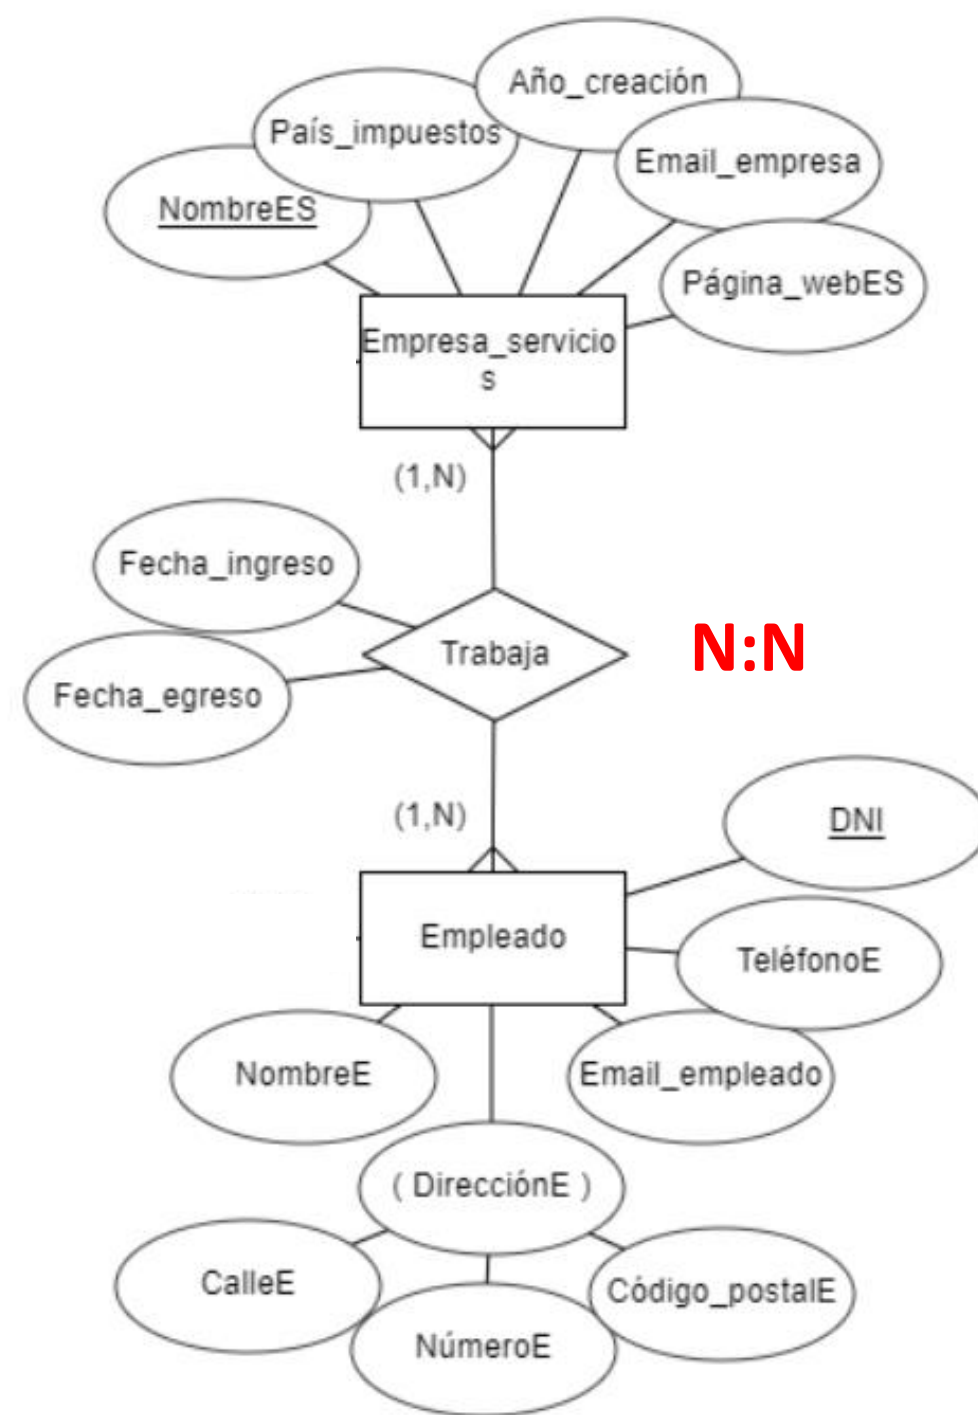 Año_creación
País_impuestos
Email_empresa
NombreES
Página_webES
Empresa_servicio
s
(1,N)
Fecha_ingreso
Trabaja
N:N
Fecha_egreso
(1,N)
DNI
Empleado
TeléfonoE
NombreE
Email_empleado
( DirecciónE )
CalleE
Código_postalE
NúmeroE